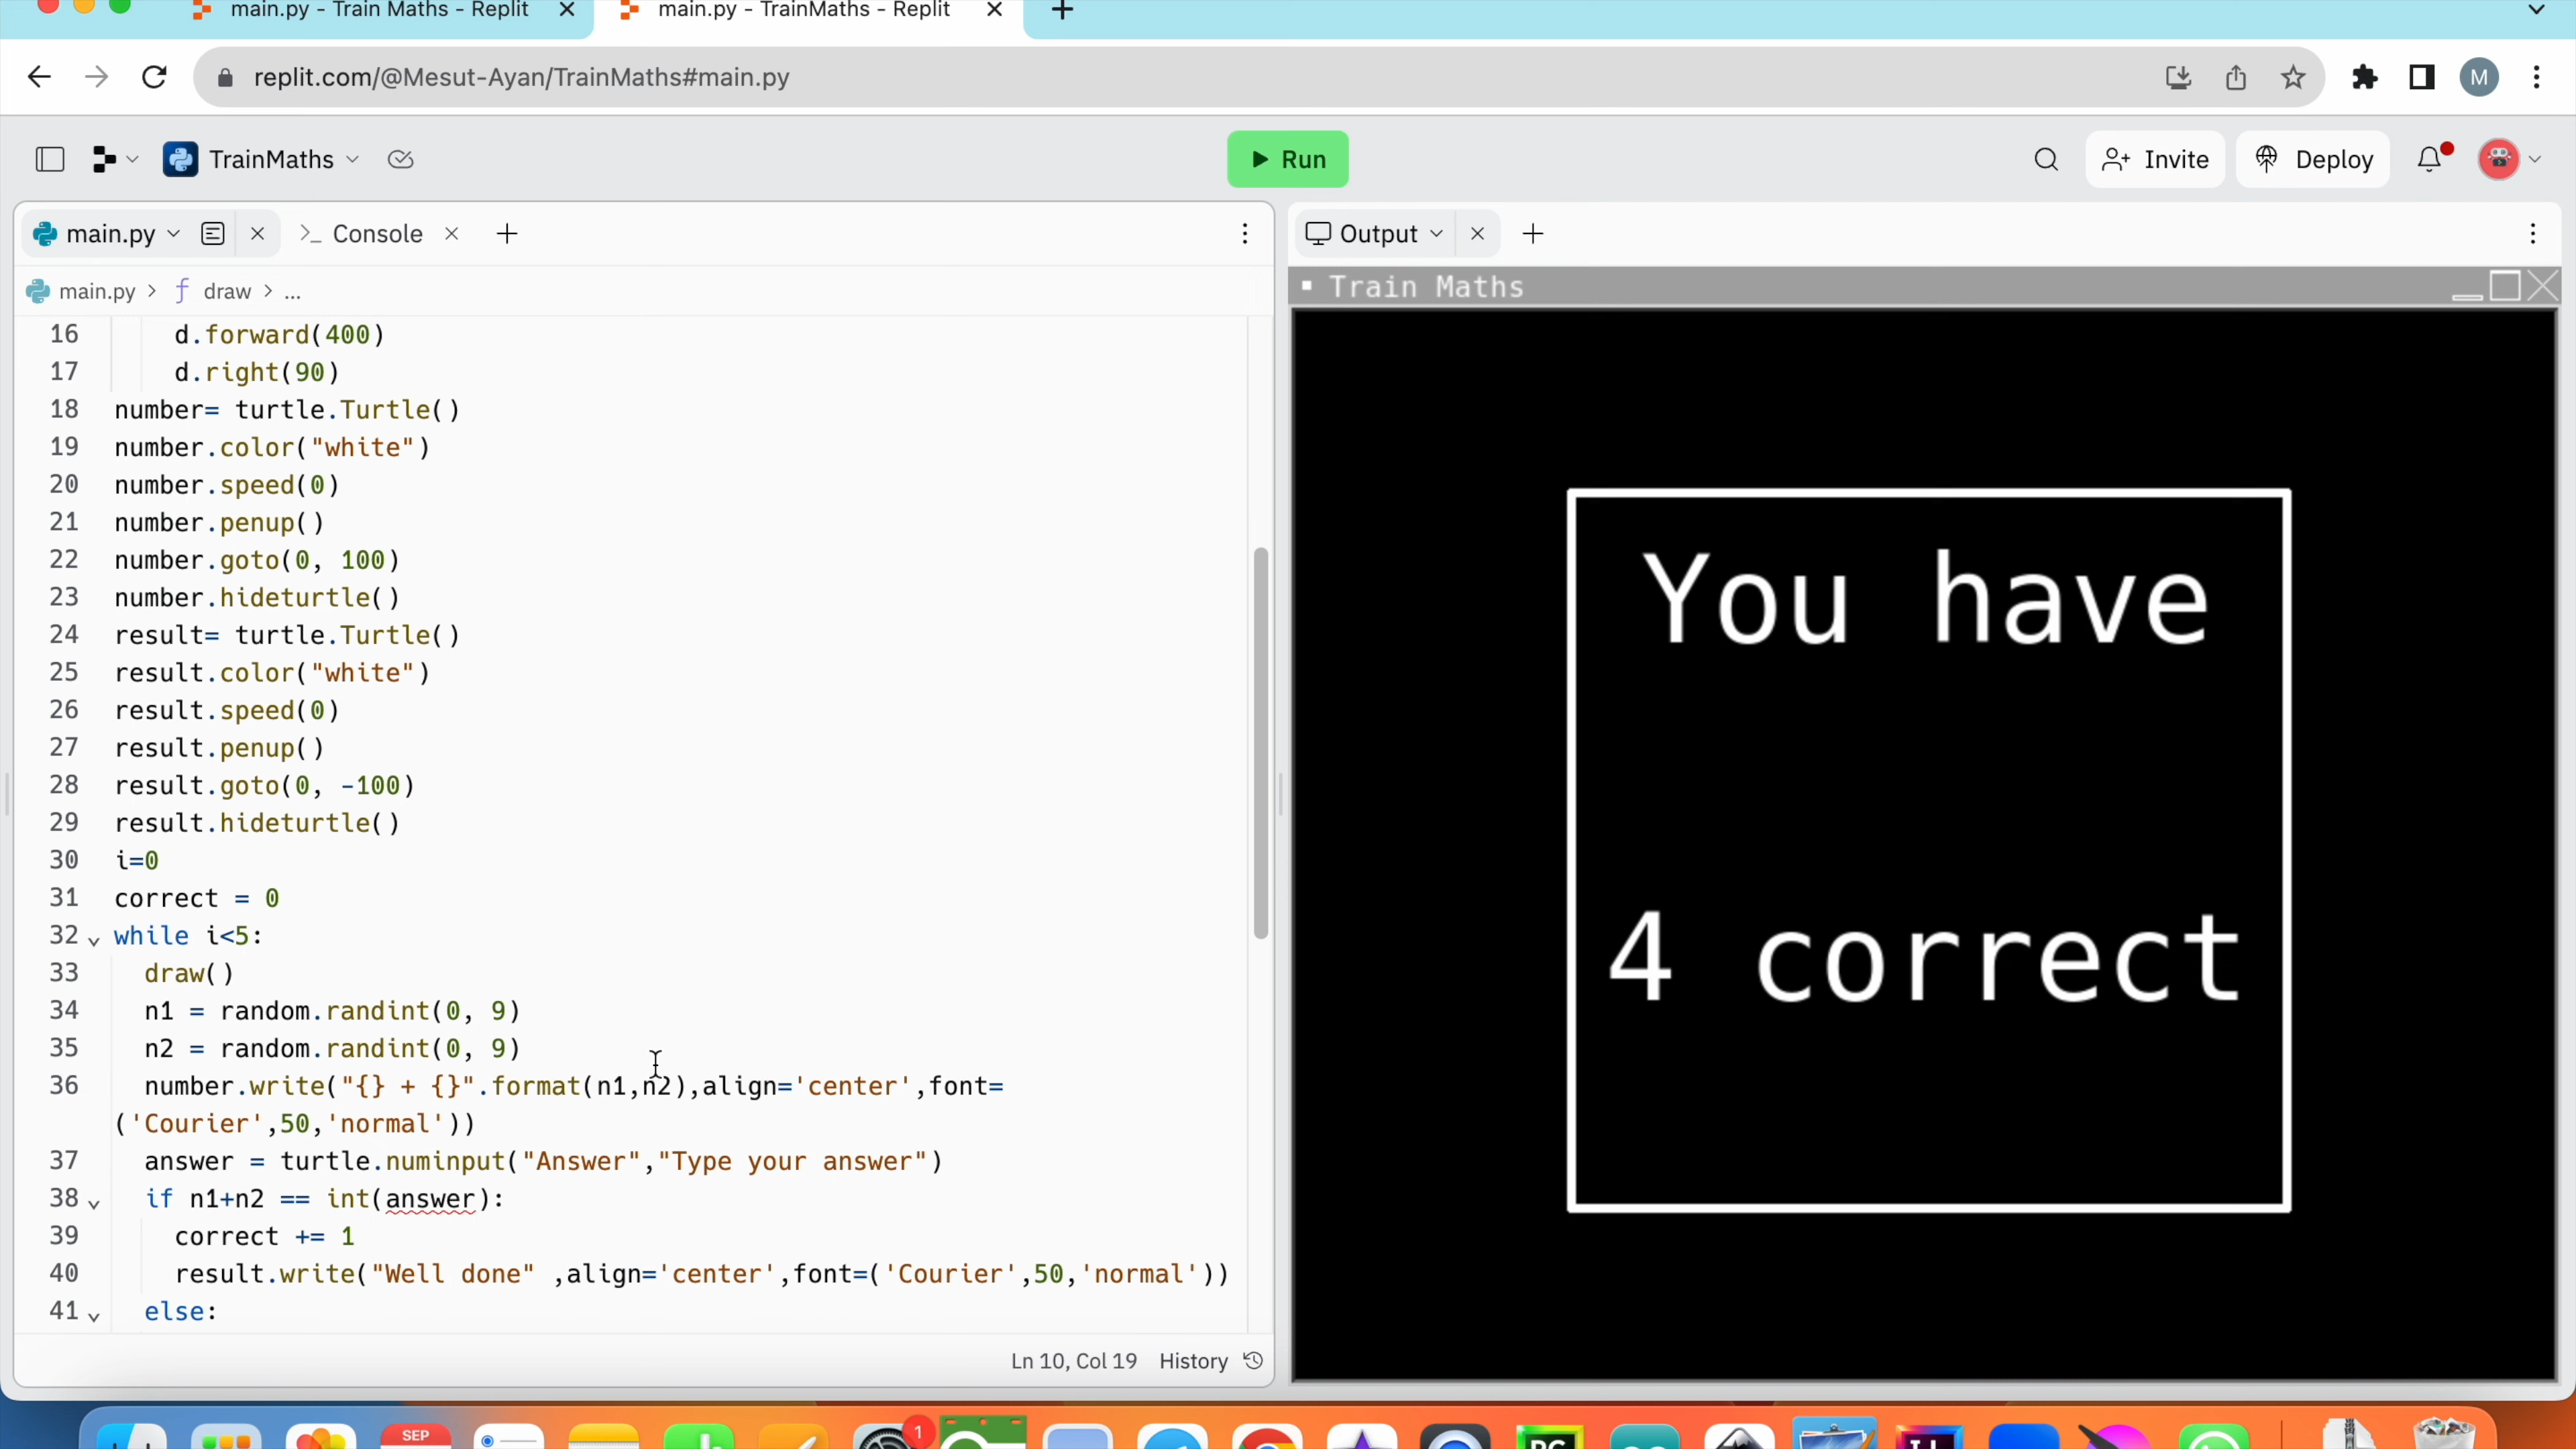 main.py - Train Maths - Replit
main.py - TrainMaths - Replit
replit.com/@Mesut-Ayan/TrainMaths#main.py
M
TrainMaths
Run
Invite
Deploy
main.py
Console
Output
main.py > f draw > ...
Train Maths
16 d.forward(400)
17 d.right(90)
18 number= turtle.Turtle()
19 number.color("white")
20 number.speed(0)
21 number.penup()
22 number.goto(0, 100)
23 number.hideturtle()
24 result= turtle.Turtle()
25 result.color("white")
26 result.speed(0)
27 result.penup()
28 result.goto(0, -100)
29 result.hideturtle()
30 i=0
31 correct = 0
32 while i<5:
33 draw()
34 n1 = random.randint(0, 9)
35 n2 = random.randint(0, 9)
36 number.write("{} + {}".format(n1,n2),align='center',font=
('Courier',50,'normal'))
37 answer = turtle.numinput("Answer","Type your answer")
38 if n1+n2 == int(answer):
39 correct += 1
40 result.write("Well done" ,align='center',font=('Courier',50,'normal'))
41 else:
You have
4 correct
Ln 10, Col 19 History
SEP
1